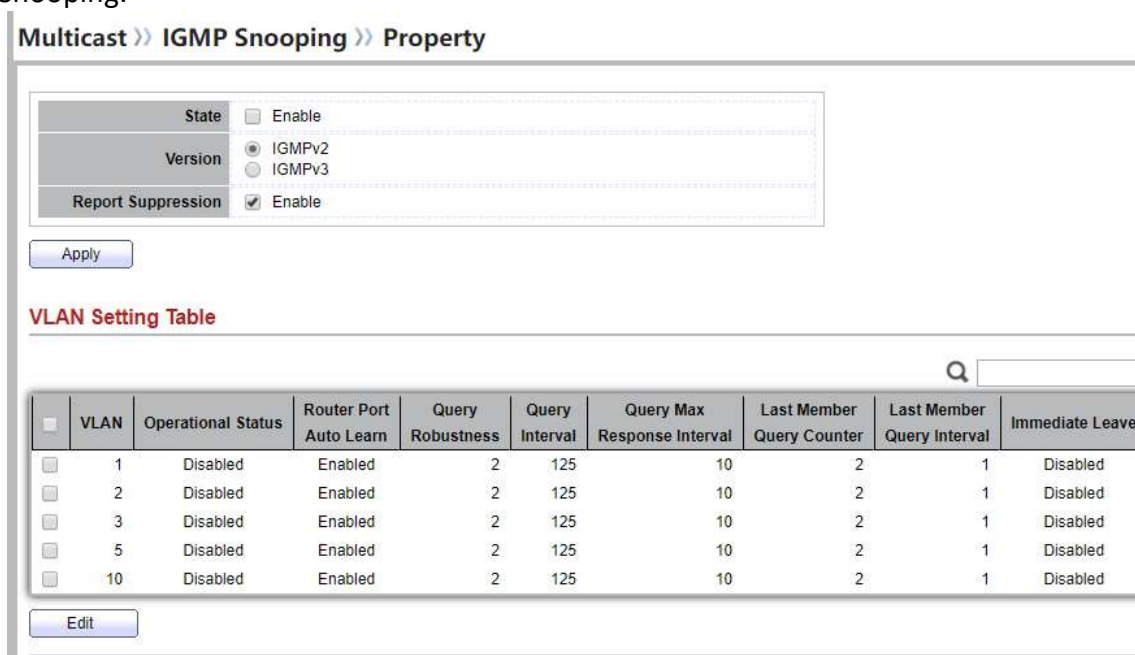 Snooping.
Multicast 》 IGMP Snooping 》 Property
State Enable
Version IGMPv2
IGMPv3
Report Suppression Enable
Apply
VLAN Setting Table
VLAN Operational Status Router Port Auto Learn Query Robustness Query Interval Query Max Response Interval Last Member Query Counter Last Member Query Interval Immediate Leave
1 Disabled Enabled 2 125 10 2 1 Disabled
2 Disabled Enabled 2 125 10 2 1 Disabled
3 Disabled Enabled 2 125 10 2 1 Disabled
5 Disabled Enabled 2 125 10 2 1 Disabled
10 Disabled Enabled 2 125 10 2 1 Disabled
Edit